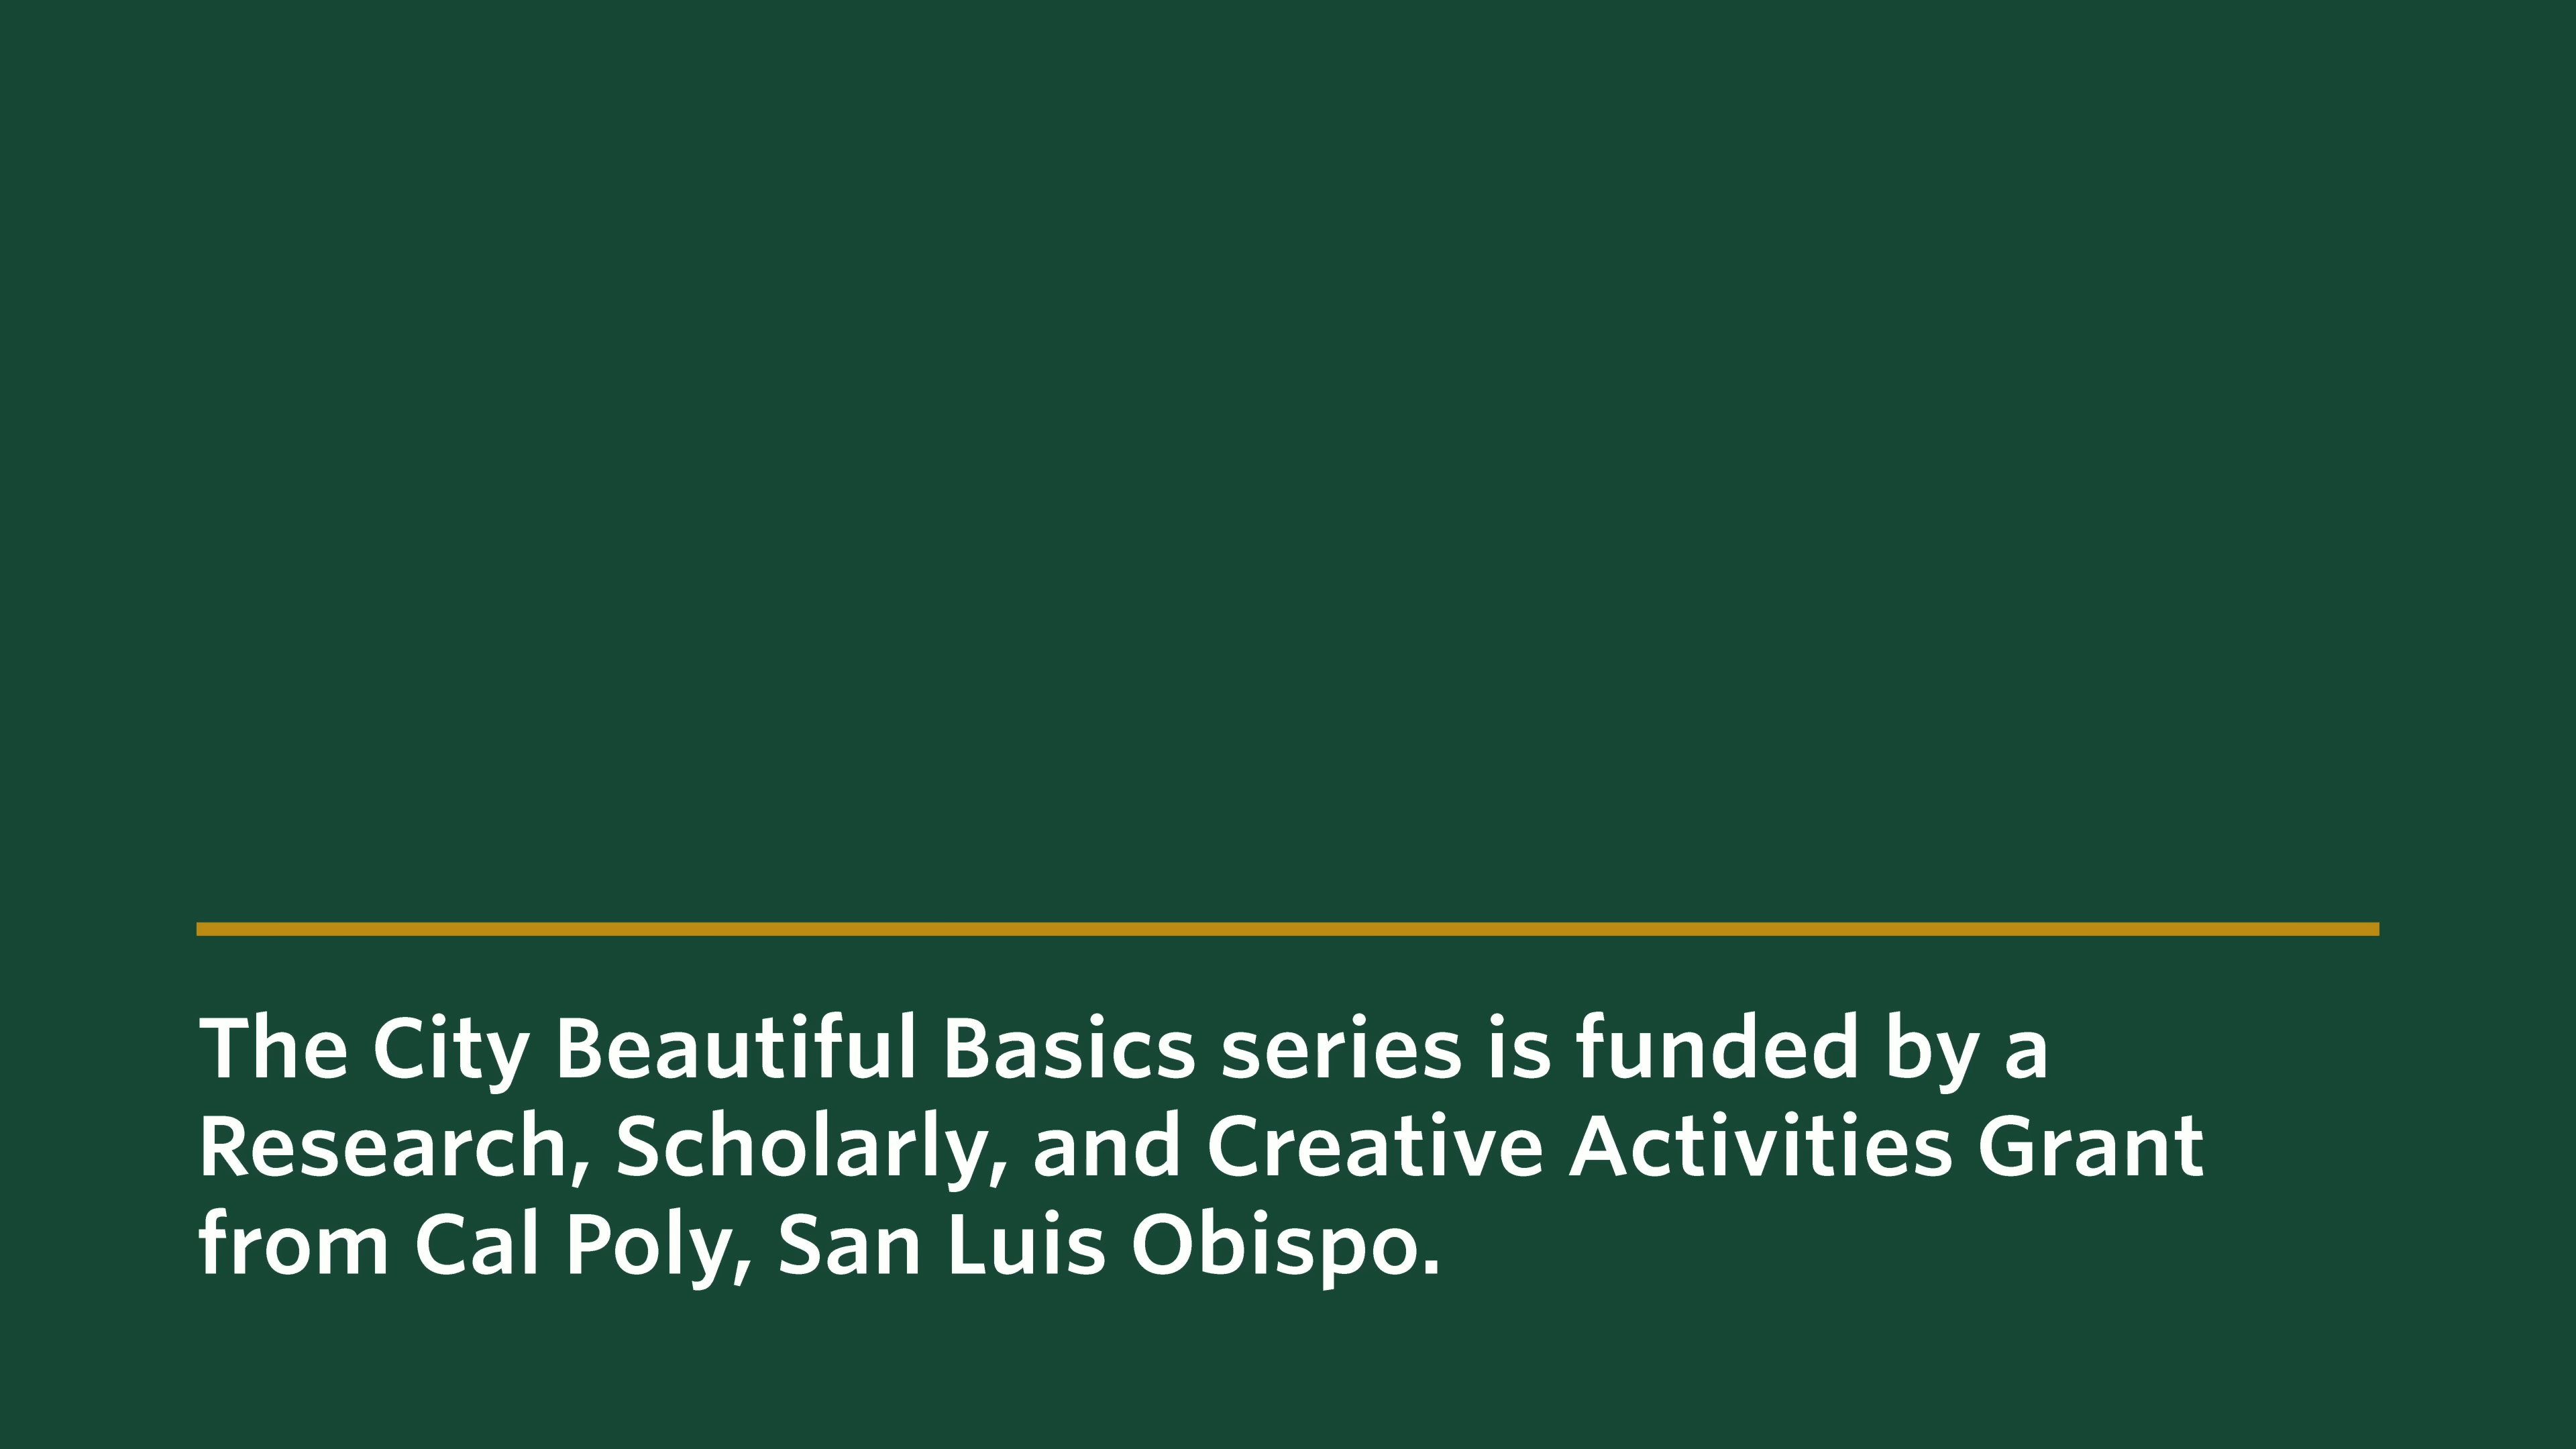 The City Beautiful Basics series is funded by a
Research, Scholarly, and Creative Activities Grant
from Cal Poly, San Luis Obispo.